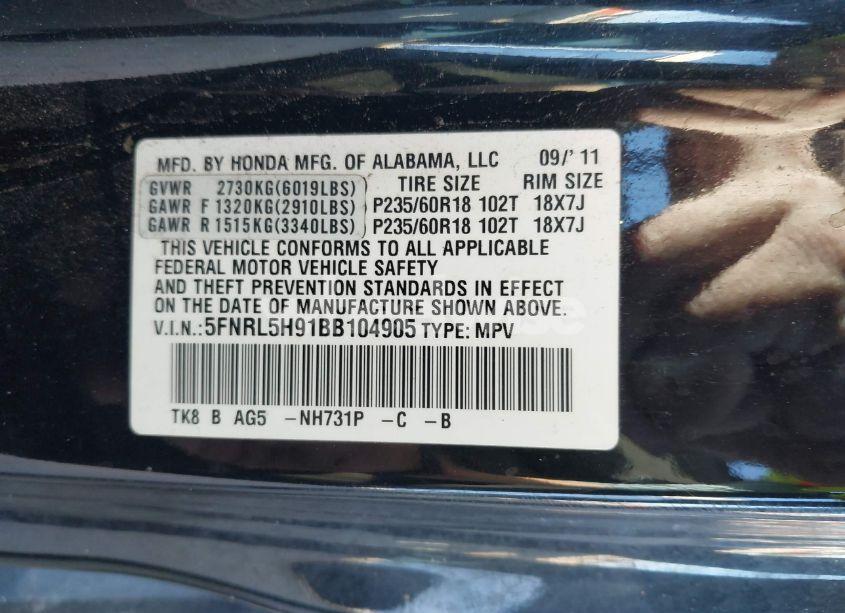 MFD. BY HONDA MFG. OF ALABAMA, LLC 09/'11
GVWR 2730KG(6019LBS) TIRE SIZE RIM SIZE
GAWR F 1320KG(2910LBS) P235/60R18 102T 18X7J
GAWR R 1515KG(3340LBS) P235/60R18 102T 18X7J
THIS VEHICLE CONFORMS TO ALL APPLICABLE
FEDERAL MOTOR VEHICLE SAFETY
AND THEFT PREVENTION STANDARDS IN EFFECT
ON THE DATE OF MANUFACTURE SHOWN ABOVE.
V.I.N.: 5FNRL5H91BB104905 TYPE: MPV
TK8 B AG5 -NH731P -C -B